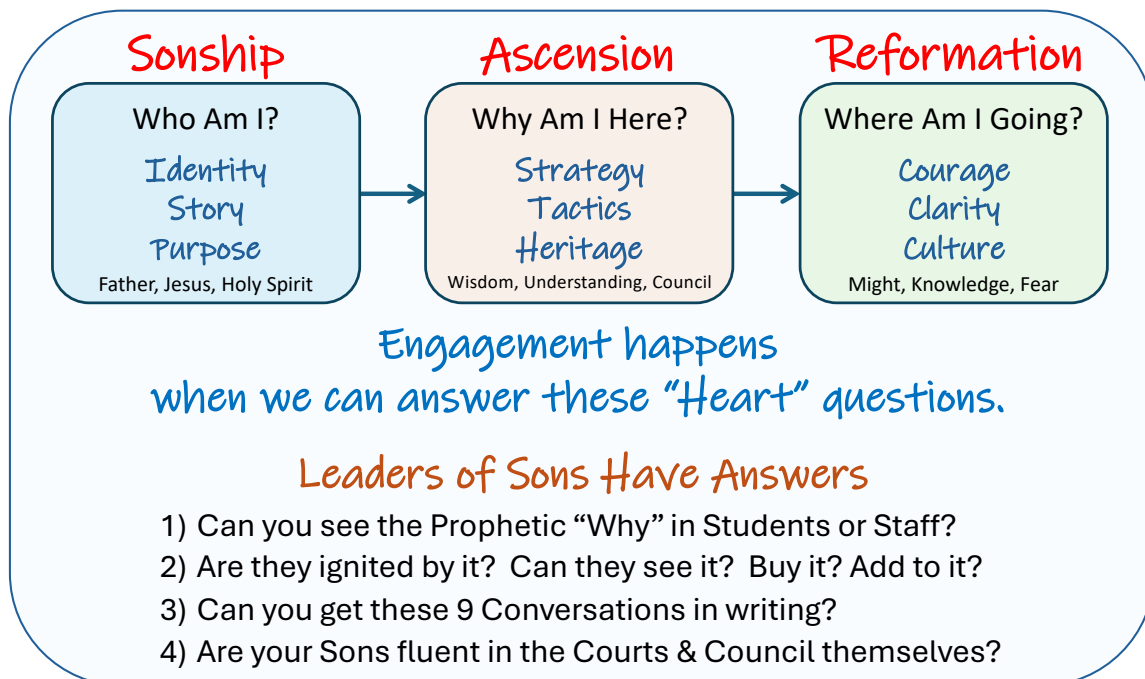 Sonship
Who Am I?
Identity
Story
Purpose
Father, Jesus, Holy Spirit
Ascension
Why Am I Here?
Strategy
Tactics
Heritage
Wisdom, Understanding, Council
Reformation
Where Am I Going?
Courage
Clarity
Culture
Might, Knowledge, Fear
Engagement happens
when we can answer these “Heart” questions.
Leaders of Sons Have Answers
1) Can you see the Prophetic “Why” in Students or Staff?
2) Are they ignited by it?  Can they see it?  Buy it? Add to it?
3) Can you get these 9 Conversations in writing?
4) Are your Sons fluent in the Courts & Council themselves?